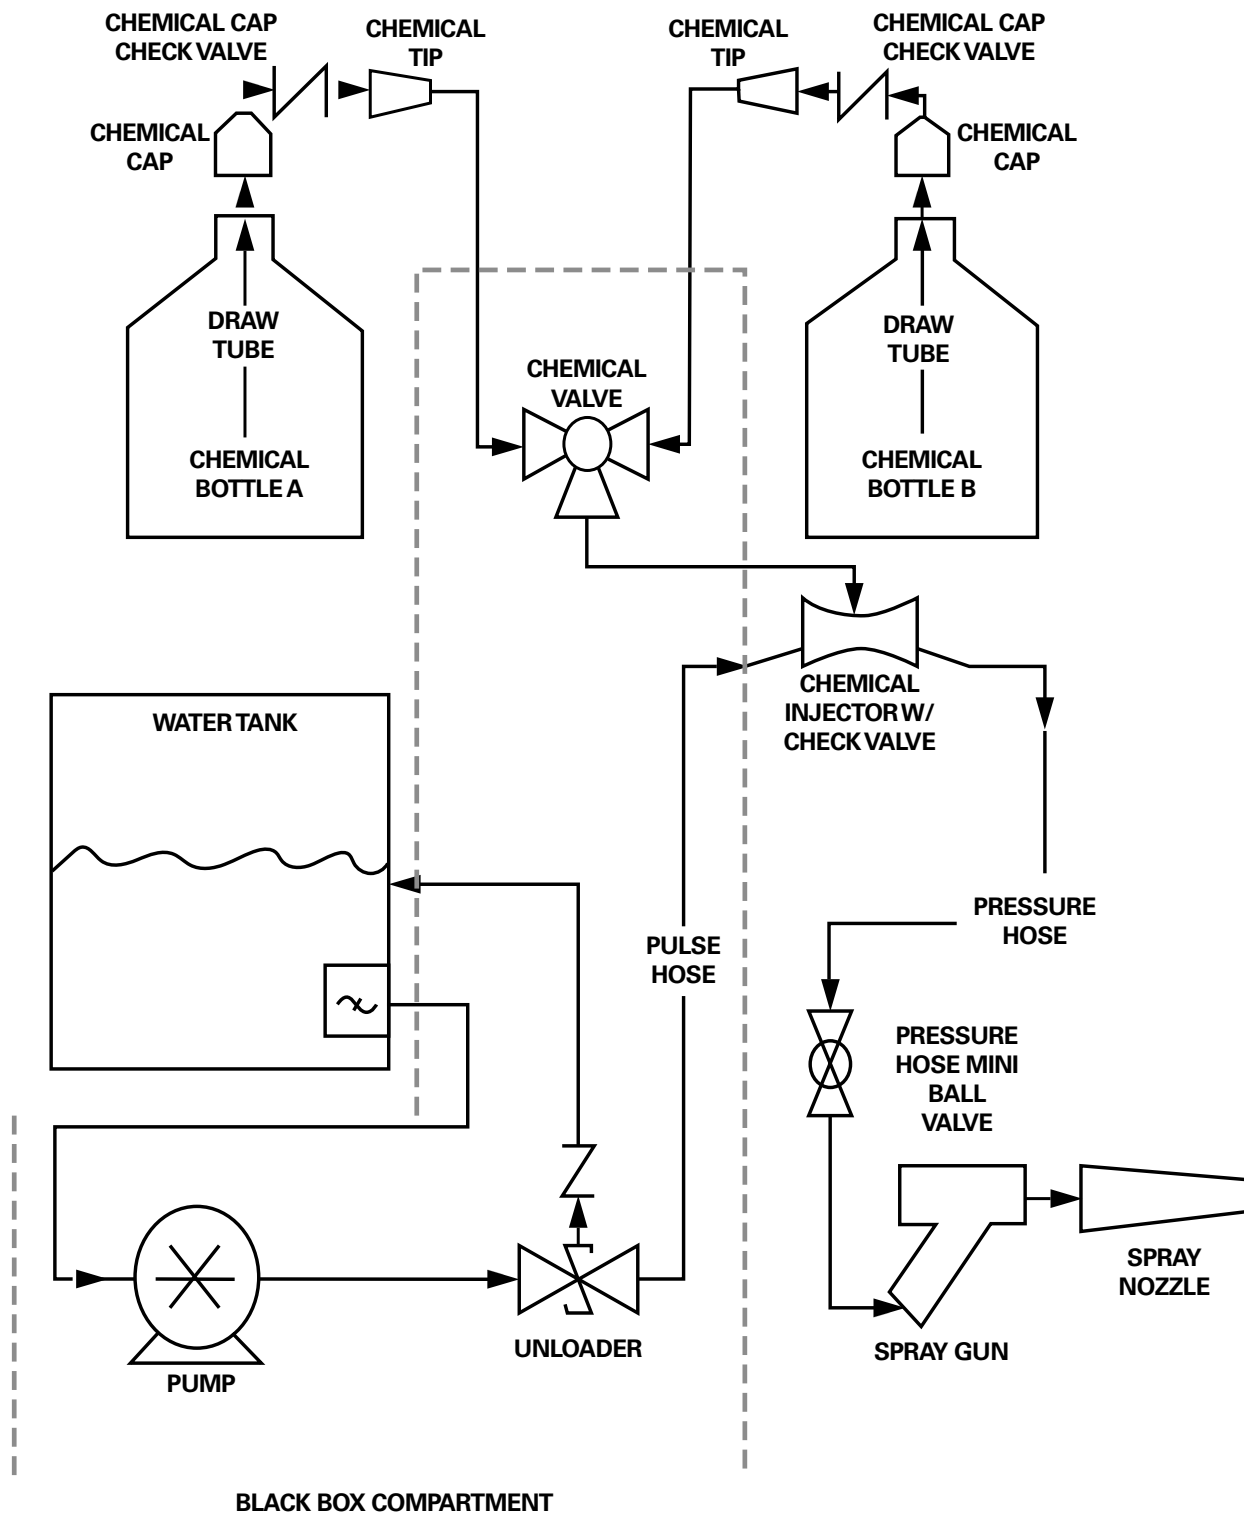 CHEMICAL CAP
CHECK VALVE
CHEMICAL
TIP
CHEMICAL
TIP
CHEMICAL CAP
CHECK VALVE
CHEMICAL
CAP
CHEMICAL
CAP
DRAW
TUBE
CHEMICAL
BOTTLE A
CHEMICAL
VALVE
DRAW
TUBE
CHEMICAL
BOTTLE B
WATER TANK
CHEMICAL
INJECTOR W/
CHECK VALVE
PULSE
HOSE
PRESSURE
HOSE
PRESSURE
HOSE MINI
BALL
VALVE
PUMP
UNLOADER
SPRAY GUN
SPRAY
NOZZLE
BLACK BOX COMPARTMENT